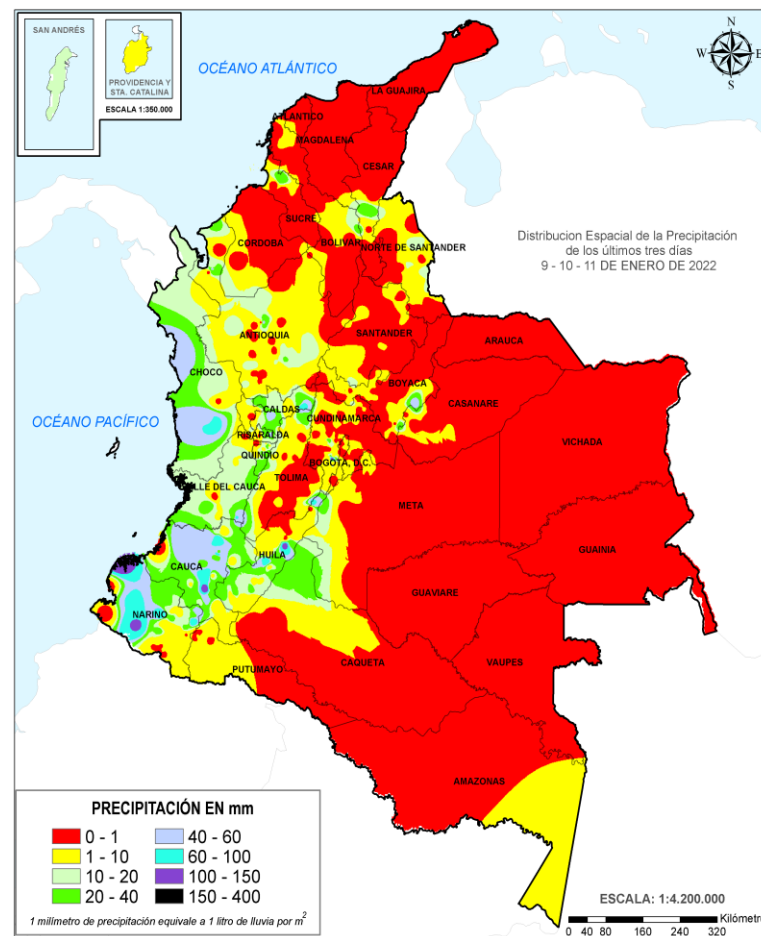 SAN ANDRÉS
PROVIDENCIA Y
STA. CATALINA
ESCALA 1:350.000
OCÉANO ATLÁNTICO
N
W E
S
LA GUAJIRA
ATLANTICO
MAGDALENA
CESAR
SUCRE
CORDOBA
BOLIVAR
NORTE DE SANTANDER
Distribucion Espacial de la Precipitación
de los últimos tres días
9 - 10 - 11 DE ENERO DE 2022
ANTIOQUIA
SANTANDER
ARAUCA
CHOCO
BOYACA
CASANARE
OCÉANO PACÍFICO
CALDAS
CUNDINAMARCA
RISARALDA
VICHADA
QUINDIO
BOGOTA, D.C.
TOLIMA
VALLE DEL CAUCA
META
HUILA
GUAINIA
CAUCA
GUAVIARE
NARIÑO
PUTUMAYO
CAQUETA
VAUPES
AMAZONAS
PRECIPITACIÓN EN mm
0 - 1 40 - 60
1 - 10 60 - 100
10 - 20 100 - 150
20 - 40 150 - 400
1 milímetro de precipitación equivale a 1 litro de lluvia por m²
ESCALA: 1:4.200.000
Kilómetre
0 40 80 160 240 320